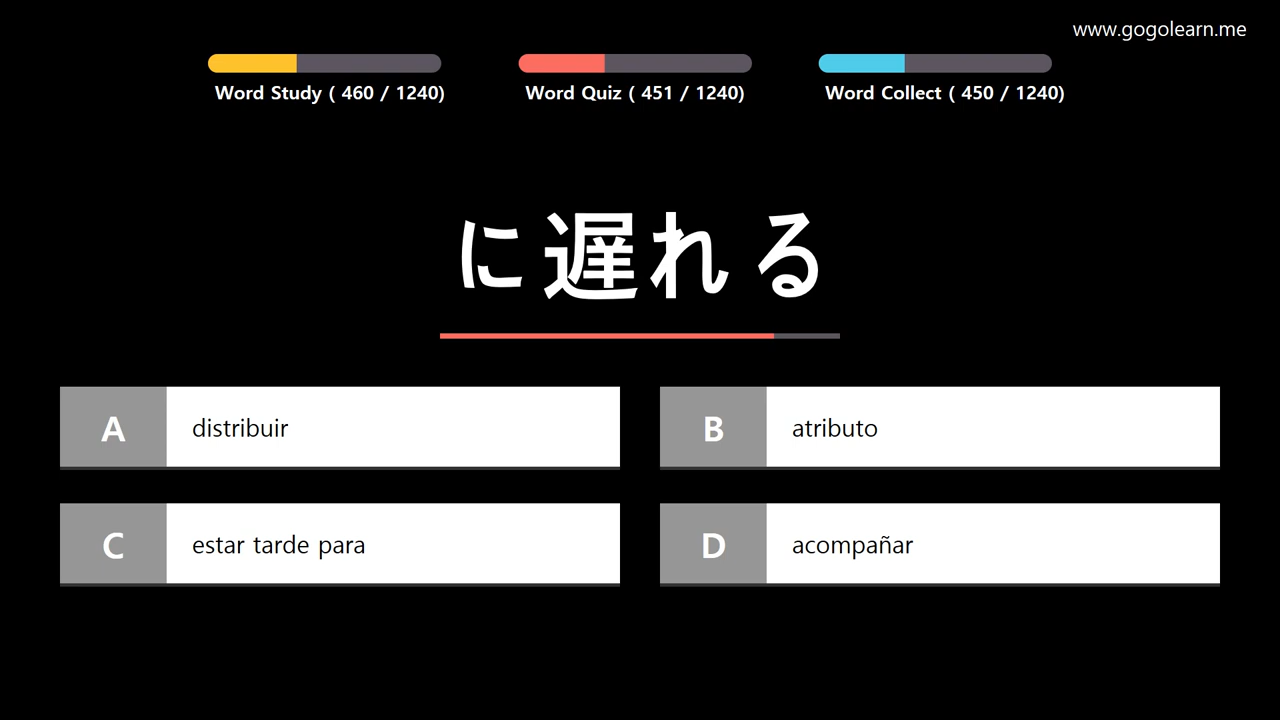 www.gogolearn.me
Word Study ( 460 / 1240)
Word Quiz ( 451 / 1240)
Word Collect ( 450 / 1240)
に遅れる
A distribuir
B atributo
C estar tarde para
D acompañar